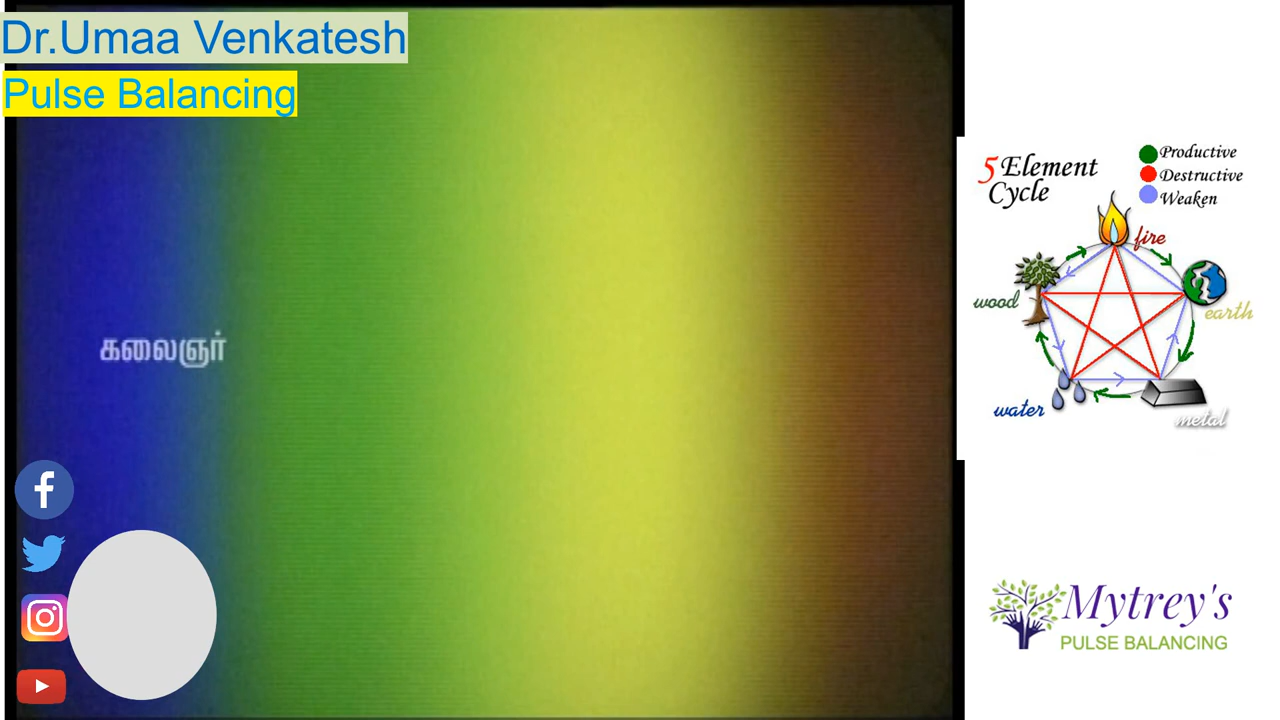 Dr.Umaa Venkatesh
Pulse Balancing
கலைஞர்
5 Element
Cycle
Productive
Destructive
Weaken
fire
wood
earth
water
metal
Mytrey's
PULSE BALANCING